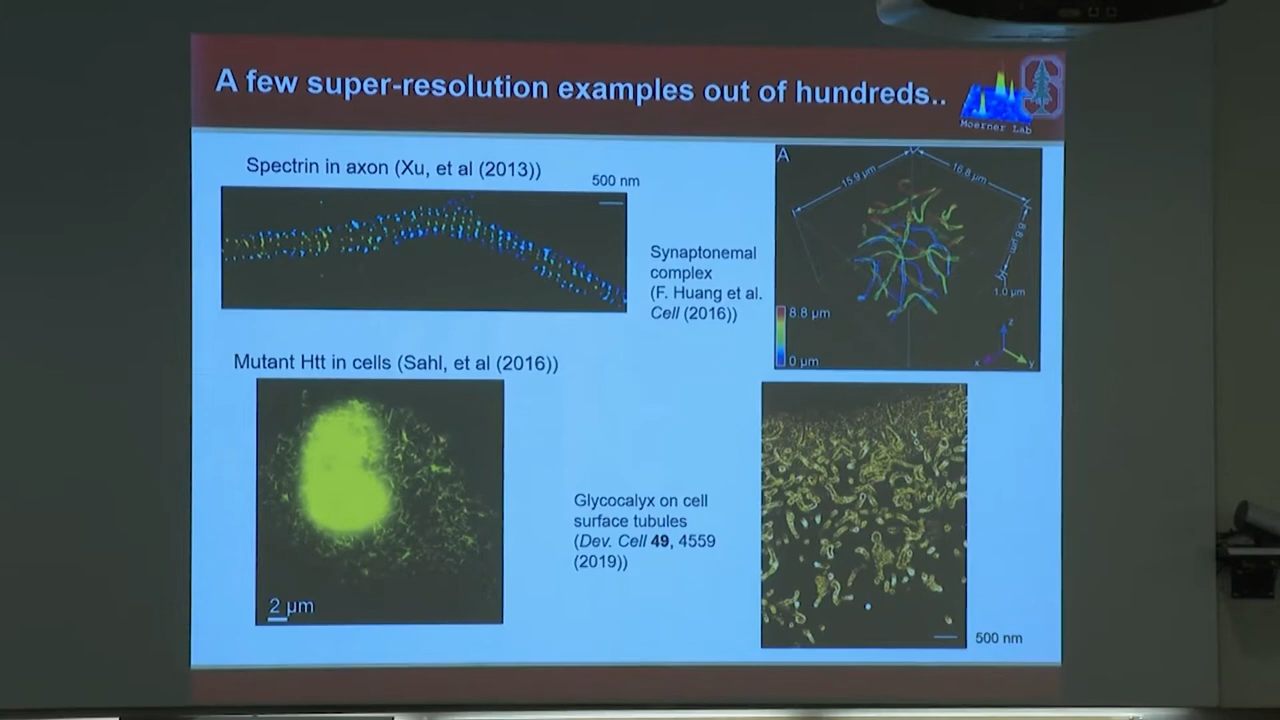 A few super-resolution examples out of hundreds..
Moerner Lab
Spectrin in axon (Xu, et al (2013))
500 nm
A
15.9 µm
16.8 µm
8.8 µm
1.0 µm
Synaptonemal
complex
(F. Huang et al.
Cell (2016))
8.8 µm
0 µm
z
x
y
Mutant Htt in cells (Sahl, et al (2016))
2 µm
Glycocalyx on cell
surface tubules
(Dev. Cell 49, 4559
(2019))
500 nm